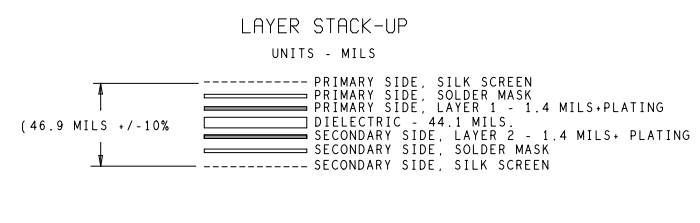 LAYER STACK-UP
UNITS - MILS
PRIMARY SIDE, SILK SCREEN
PRIMARY SIDE, SOLDER MASK
PRIMARY SIDE, LAYER 1 - 1.4 MILS+PLATING
(46.9 MILS +/-10%
DIELECTRIC - 44.1 MILS.
SECONDARY SIDE, LAYER 2 - 1.4 MILS+ PLATING
SECONDARY SIDE, SOLDER MASK
SECONDARY SIDE, SILK SCREEN